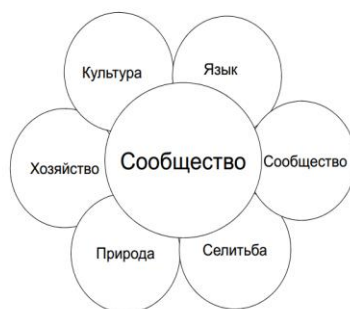 Культура
Язык
Хозяйство
Сообщество
Сообщество
Природа
Селитьба